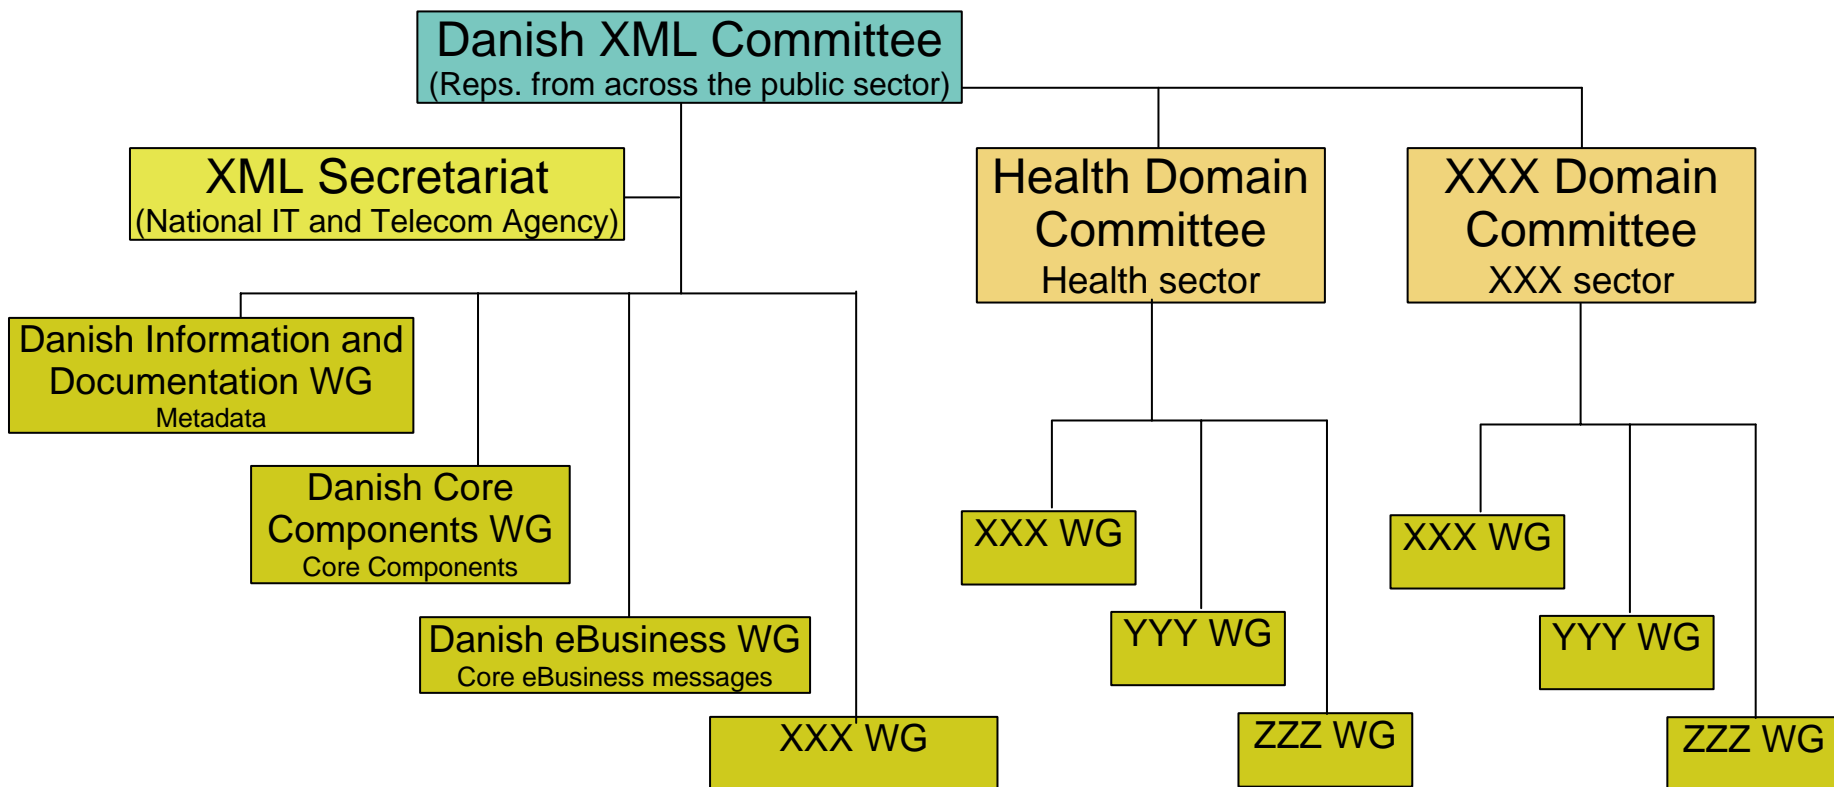 Danish XML Committee
(Reps. from across the public sector)
XML Secretariat
(National IT and Telecom Agency)
Health Domain
Committee
Health sector
XXX Domain
Committee
XXX sector
Danish Information and
Documentation WG
Metadata
Danish Core
Components WG
Core Components
Danish eBusiness WG
Core eBusiness messages
XXX WG
XXX WG
YYY WG
ZZZ WG
XXX WG
YYY WG
ZZZ WG